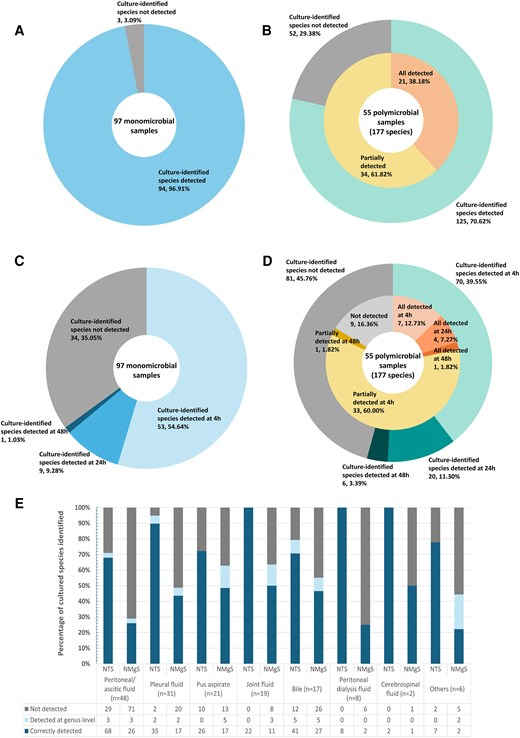 A
Culture-identified
species not detected
3, 3.09%
97 monomicrobial
samples
Culture-identified
species detected
94, 96.91%
B
Culture-identified
species not detected
52, 29.38%
All detected
21, 38.18%
55 polymicrobial
samples
(177 species)
Partially
detected
34, 61.82%
Culture-identified
species detected
125, 70.62%
C
Culture-identified
species not detected
34, 35.05%
97 monomicrobial
samples
Culture-identified
species detected at 4h
53, 54.64%
Culture-identified
species detected at 48h
1, 1.03%
Culture-identified
species detected at 24h
9, 9.28%
D
Culture-identified
species not detected
81, 45.76%
Culture-identified
species detected at 4h
70, 39.55%
Not detected
9, 16.36%
All detected
at 4h
7, 12.73%
All detected
at 24h
4, 7.27%
All detected
at 48h
1, 1.82%
Partially
detected at 48h
1, 1.82%
55 polymicrobial
samples
(177 species)
Partially
detected at 4h
33, 60.00%
Culture-identified
species detected at 48h
6, 3.39%
Culture-identified
species detected at 24h
20, 11.30%
E
Percentage of cultured species identified
100%
90%
80%
70%
60%
50%
40%
30%
20%
10%
0%
NTS NMgS NTS NMgS NTS NMgS NTS NMgS NTS NMgS NTS NMgS NTS NMgS NTS NMgS
Peritoneal/
ascitic fluid
(n=48)
Pleural fluid
(n=31)
Pus aspirate
(n=21)
Joint fluid
(n=19)
Bile (n=17)
Peritoneal
dialysis fluid
(n=8)
Cerebrospinal
fluid (n=2)
Others (n=6)
Not detected 29 71 2 20 10 13 0 8 12 26 0 6 0 1 2 5
Detected at genus level 3 3 2 2 0 5 0 3 5 5 0 0 0 0 0 2
Correctly detected 68 26 35 17 26 17 22 11 41 27 8 2 2 1 7 2